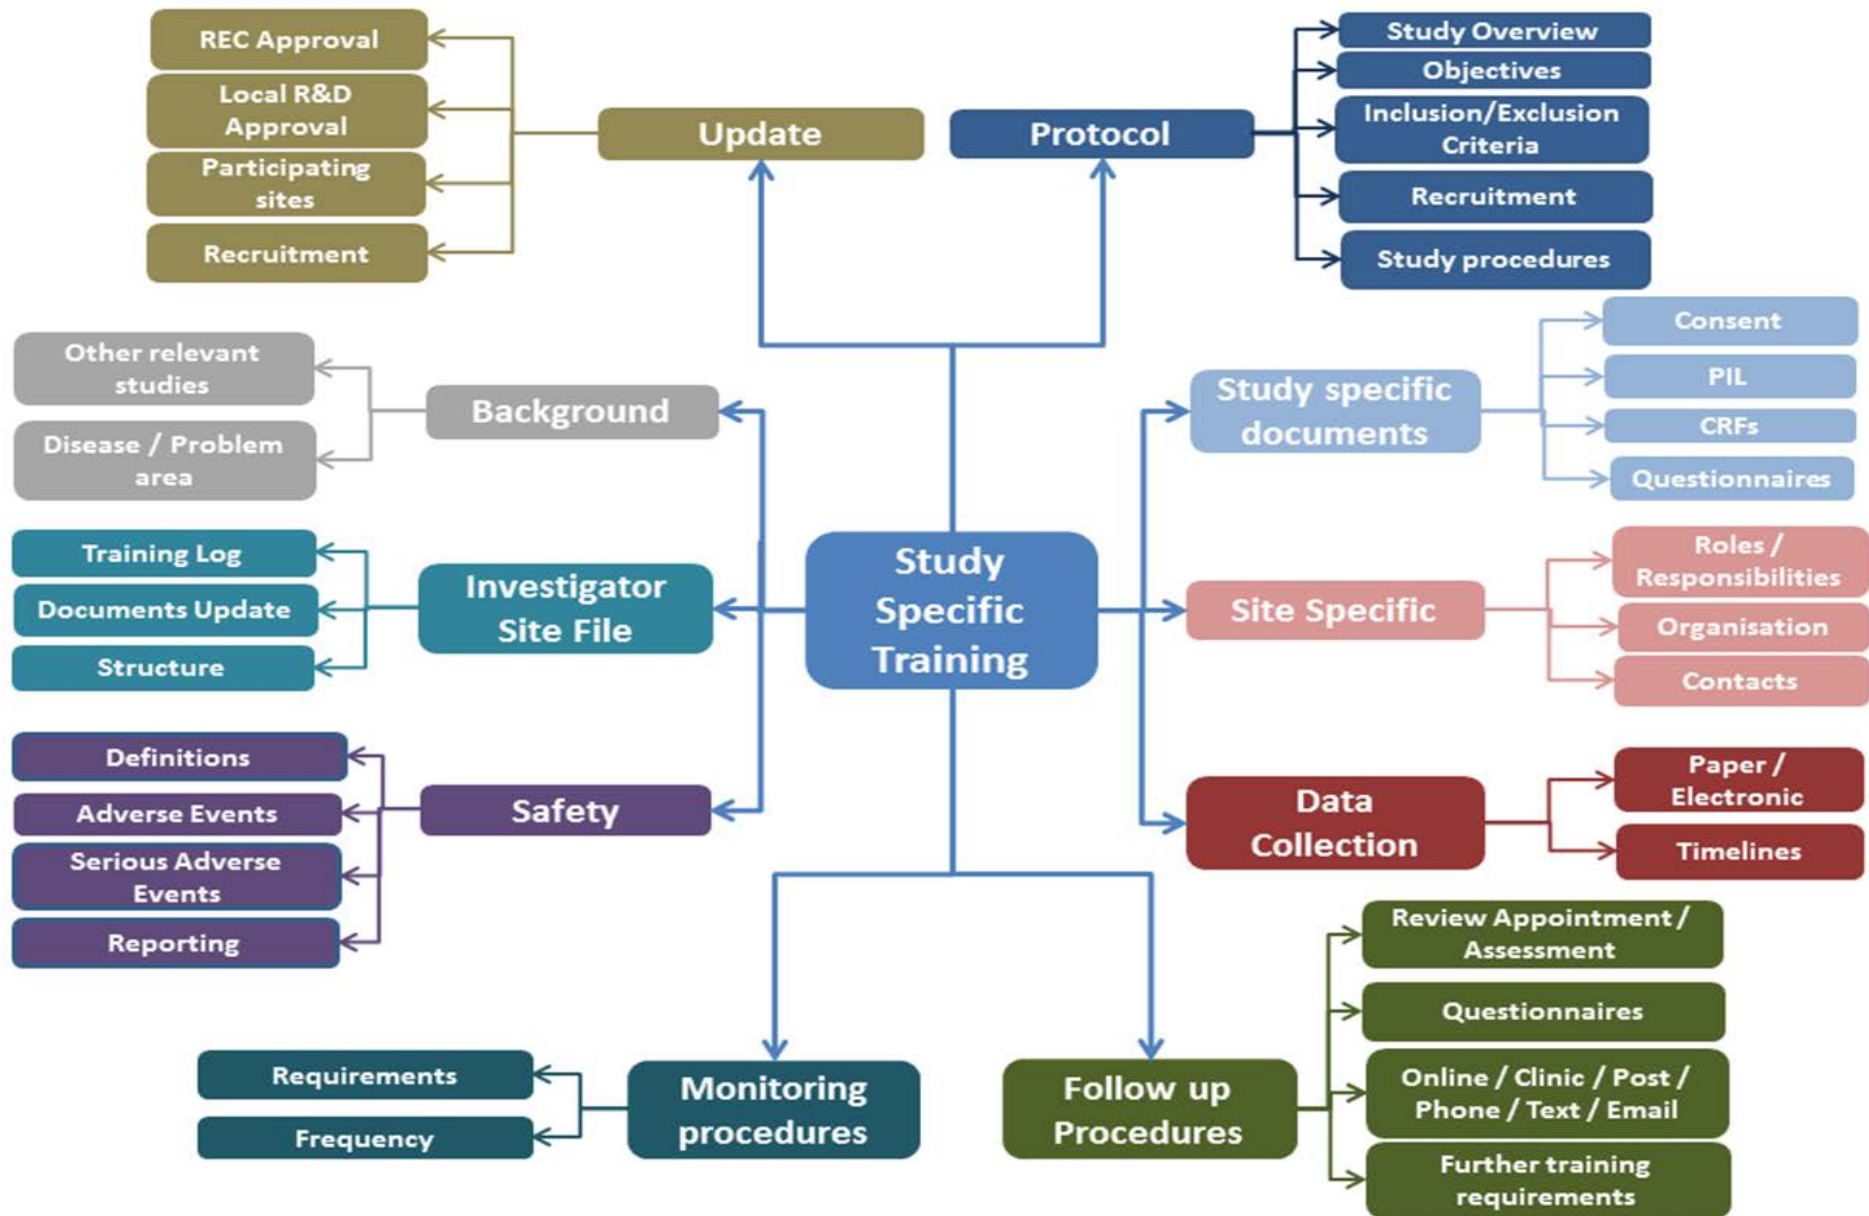 Update
REC Approval
Local R&D
Approval
Participating
sites
Recruitment
Protocol
Study Overview
Objectives
Inclusion/Exclusion
Criteria
Recruitment
Study procedures
Background
Other relevant
studies
Disease / Problem
area
Study specific
documents
Consent
PIL
CRFs
Questionnaires
Study
Specific
Training
Investigator
Site File
Training Log
Documents Update
Structure
Site Specific
Roles /
Responsibilities
Organisation
Contacts
Safety
Definitions
Adverse Events
Serious Adverse
Events
Reporting
Data
Collection
Paper /
Electronic
Timelines
Monitoring
procedures
Requirements
Frequency
Follow up
Procedures
Review Appointment /
Assessment
Questionnaires
Online / Clinic / Post /
Phone / Text / Email
Further training
requirements